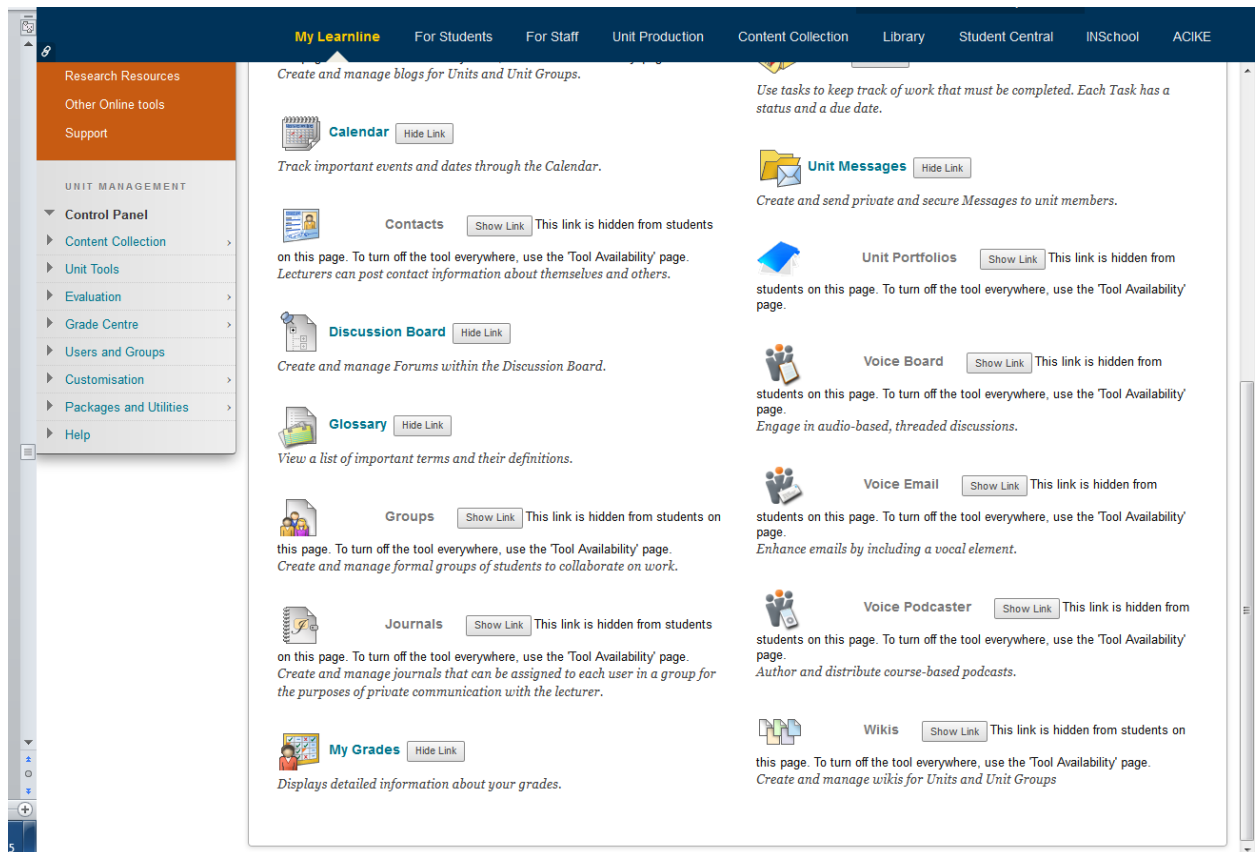 My Learnline For Students For Staff Unit Production Content Collection Library Student Central INSchool ACIKE
Research Resources
Other Online tools
Support
UNIT MANAGEMENT
Control Panel
Content Collection
Unit Tools
Evaluation
Grade Centre
Users and Groups
Customisation
Packages and Utilities
Help
Create and manage blogs for Units and Unit Groups.
Calendar Hide Link
Track important events and dates through the Calendar.
Contacts Show Link This link is hidden from students
on this page. To turn off the tool everywhere, use the 'Tool Availability' page.
Lecturers can post contact information about themselves and others.
Discussion Board Hide Link
Create and manage Forums within the Discussion Board.
Glossary Hide Link
View a list of important terms and their definitions.
Groups Show Link This link is hidden from students on
this page. To turn off the tool everywhere, use the 'Tool Availability' page.
Create and manage formal groups of students to collaborate on work.
Journals Show Link This link is hidden from students
on this page. To turn off the tool everywhere, use the 'Tool Availability' page.
Create and manage journals that can be assigned to each user in a group for
the purposes of private communication with the lecturer.
My Grades Hide Link
Displays detailed information about your grades.
Use tasks to keep track of work that must be completed. Each Task has a
status and a due date.
Unit Messages Hide Link
Create and send private and secure Messages to unit members.
Unit Portfolios Show Link This link is hidden from
students on this page. To turn off the tool everywhere, use the 'Tool Availability'
page.
Voice Board Show Link This link is hidden from
students on this page. To turn off the tool everywhere, use the 'Tool Availability'
page.
Engage in audio-based, threaded discussions.
Voice Email Show Link This link is hidden from
students on this page. To turn off the tool everywhere, use the 'Tool Availability'
page.
Enhance emails by including a vocal element.
Voice Podcaster Show Link This link is hidden from
students on this page. To turn off the tool everywhere, use the 'Tool Availability'
page.
Author and distribute course-based podcasts.
Wikis Show Link This link is hidden from students on
this page. To turn off the tool everywhere, use the 'Tool Availability' page.
Create and manage wikis for Units and Unit Groups
5